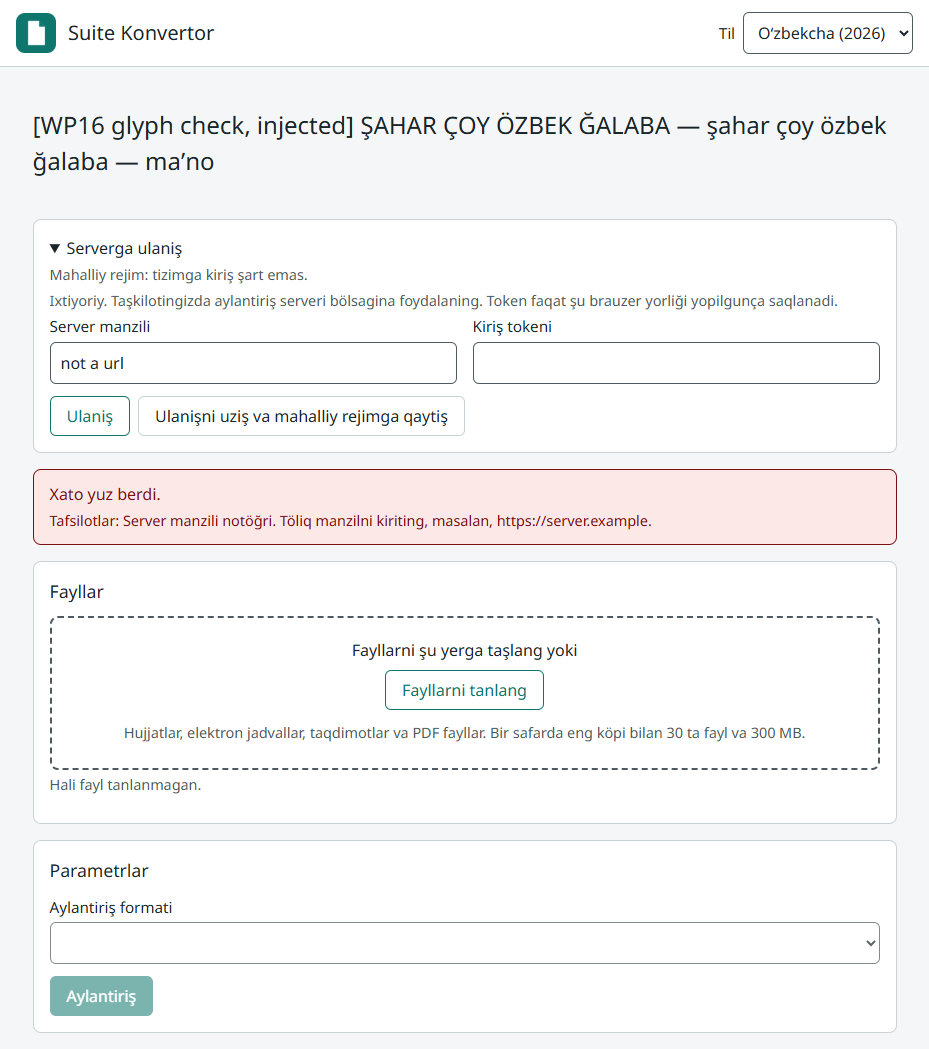 Suite Konvertor
Til
Oʻzbekcha (2026)
[WP16 glyph check, injected] ŞAHAR ÇOY ÖZBEK ĞALABA — şahar çoy özbek
ğalaba — ma’no
Serverga ulaniş
Mahalliy rejim: tizimga kiriş şart emas.
Ixtiyoriy. Taşkilotingizda aylantiriş serveri bölsagina foydalaning. Token faqat şu brauzer yorliği yopilgunça saqlanadi.
Server manzili
Kiriş tokeni
not a url
Ulaniş
Ulanişni uziş va mahalliy rejimga qaytiş
Xato yuz berdi.
Tafsilotlar: Server manzili notöğri. Töliq manzilni kiriting, masalan, https://server.example.
Fayllar
Fayllarni şu yerga taşlang yoki
Fayllarni tanlang
Hujjatlar, elektron jadvallar, taqdimotlar va PDF fayllar. Bir safarda eng köpi bilan 30 ta fayl va 300 MB.
Hali fayl tanlanmagan.
Parametrlar
Aylantiriş formati
Aylantiriş